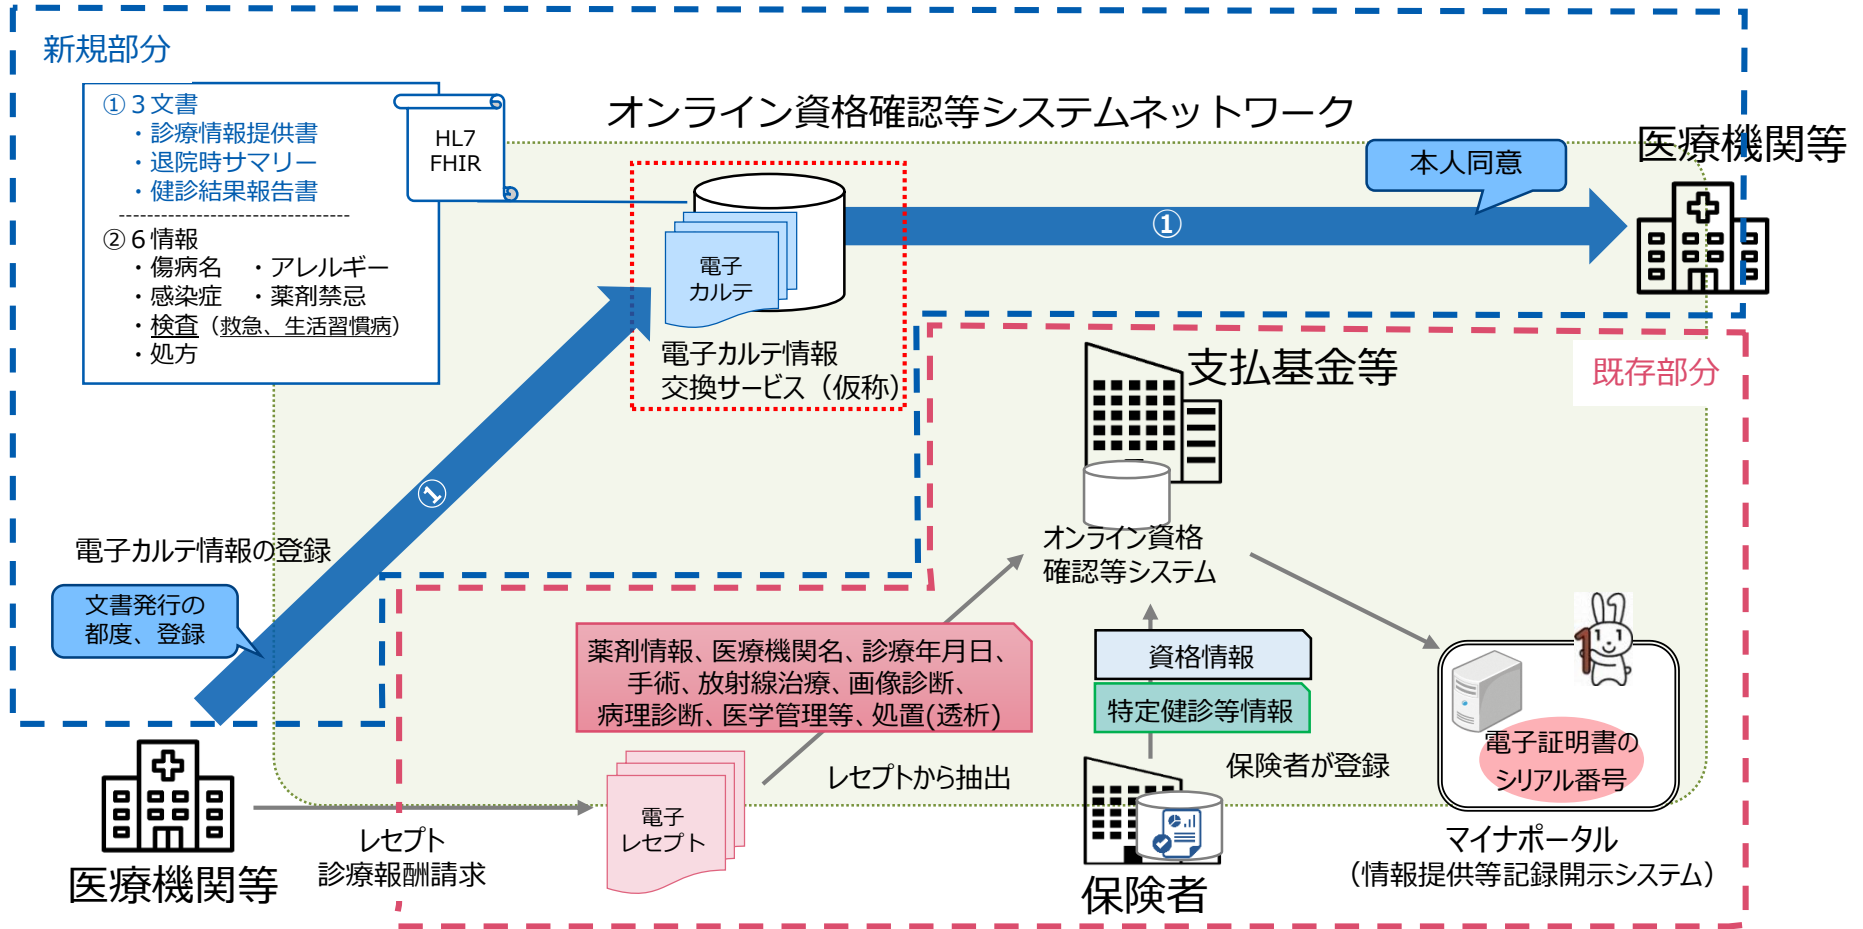 新規部分
①３文書
・診療情報提供書
・退院時サマリー
・健診結果報告書
②６情報
・傷病名　・アレルギー
・感染症　・薬剤禁忌
・検査（救急、生活習慣病）
・処方
HL7
FHIR
オンライン資格確認等システムネットワーク
本人同意
医療機関等
①
電子
カルテ
電子カルテ情報
交換サービス（仮称）
支払基金等
既存部分
①
電子カルテ情報の登録
文書発行の
都度、登録
オンライン資格
確認等システム
薬剤情報、医療機関名、診療年月日、
手術、放射線治療、画像診断、
病理診断、医学管理等、処置(透析)
資格情報
特定健診等情報
1
電子証明書の
シリアル番号
レセプトから抽出
保険者が登録
電子
レセプト
レセプト
診療報酬請求
医療機関等
保険者
マイナポータル
（情報提供等記録開示システム）